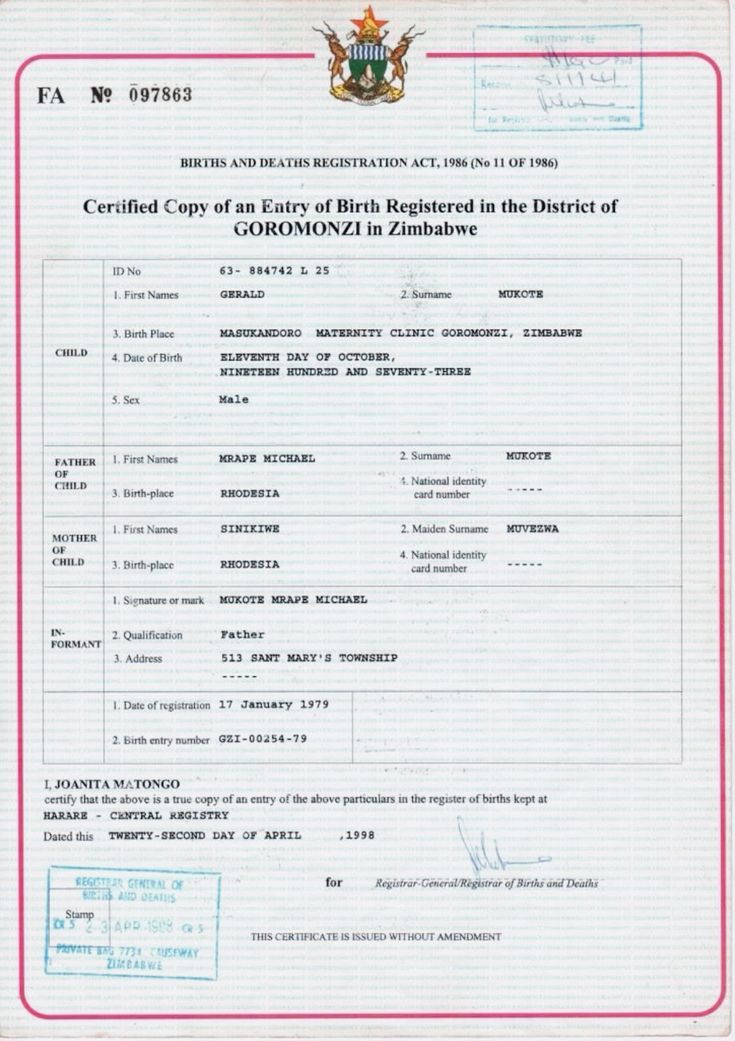 FA Nº 097863
CERTIFIED FEE
BIRTHS AND DEATHS REGISTRATION ACT, 1986 (No 11 OF 1986)
Certified Copy of an Entry of Birth Registered in the District of
GOROMONZI in Zimbabwe
CHILD
ID No 63- 884742 L 25
1. First Names GERALD 2. Surname MUKOTE
3. Birth Place MASUKANDORO MATERNITY CLINIC GOROMONZI, ZIMBABWE
4. Date of Birth ELEVENTH DAY OF OCTOBER,
NINETEEN HUNDRED AND SEVENTY-THREE
5. Sex Male
FATHER OF CHILD
1. First Names MRAPE MICHAEL 2. Surname MUKOTE
3. Birth-place RHODESIA 4. National identity card number -----
MOTHER OF CHILD
1. First Names SINIKIWE 2. Maiden Surname MUVEZWA
3. Birth-place RHODESIA 4. National identity card number -----
IN-FORMANT
1. Signature or mark MUKOTE MRAPE MICHAEL
2. Qualification Father
3. Address 513 SANT MARY'S TOWNSHIP
-----
1. Date of registration 17 January 1979
2. Birth entry number GZI-00254-79
I, JOANITA MATONGO
certify that the above is a true copy of an entry of the above particulars in the register of births kept at
HARARE - CENTRAL REGISTRY
Dated this TWENTY-SECOND DAY OF APRIL ,1998
for Registrar-General/Registrar of Births and Deaths
REGISTRAR GENERAL OF
BIRTHS AND DEATHS
Stamp
CR 5 23 APR 1998 CR 5
PRIVATE BAG 7734 CAUSEWAY
ZIMBABWE
THIS CERTIFICATE IS ISSUED WITHOUT AMENDMENT